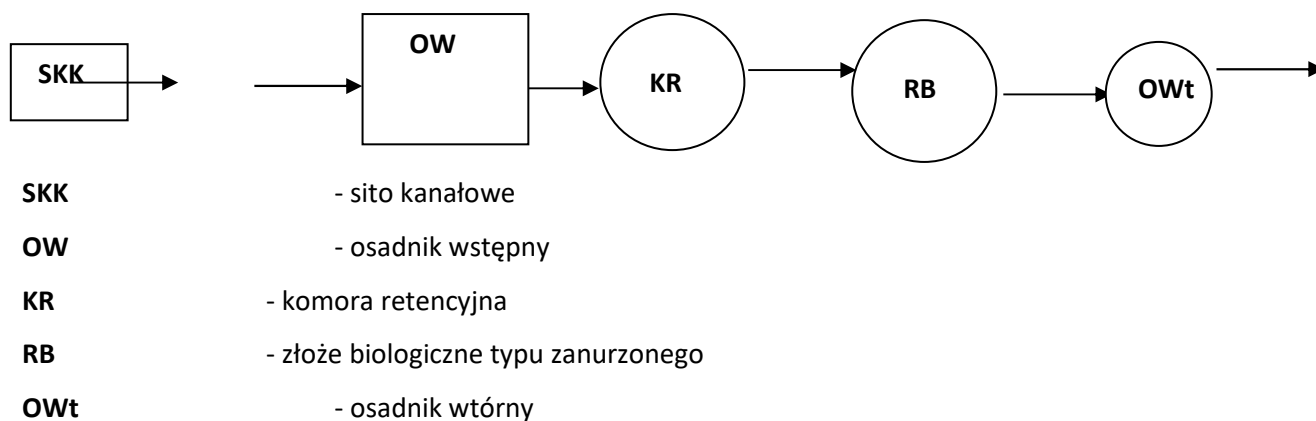 SKK
OW
KR
RB
OWt
SKK - sito kanałowe
OW - osadnik wstępny
KR - komora retencyjna
RB - złoże biologiczne typu zanurzonego
OWt - osadnik wtórny